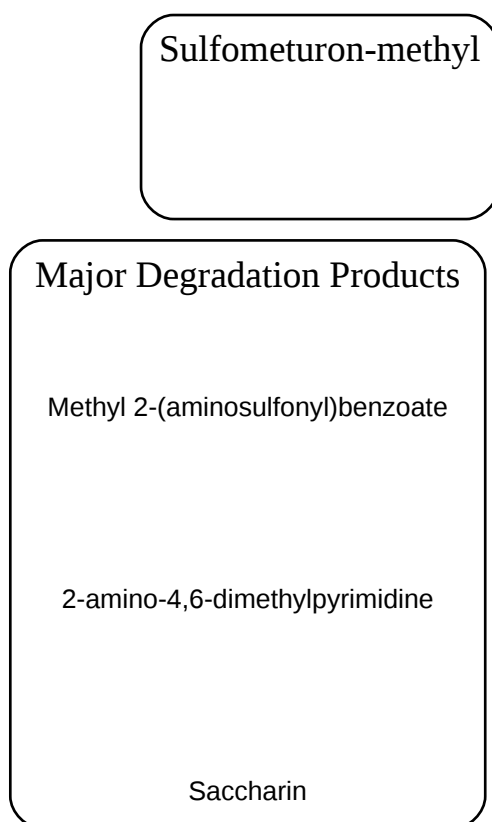 Sulfometuron-methyl
Major Degradation Products
Methyl 2-(aminosulfonyl)benzoate
2-amino-4,6-dimethylpyrimidine
Saccharin